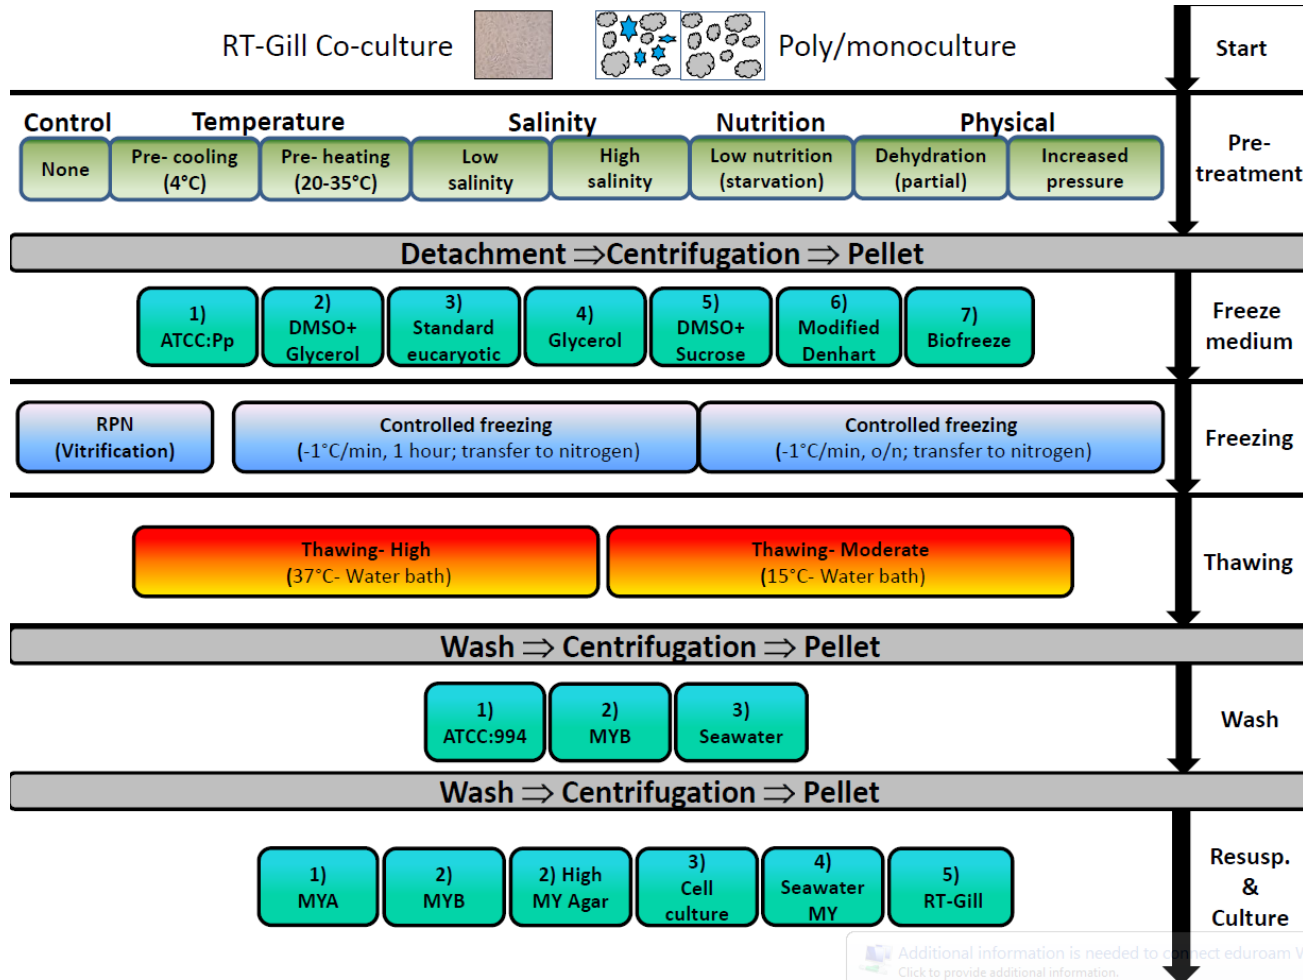 RT-Gill Co-culture
Poly/monoculture
Start
Control
Temperature
Salinity
Nutrition
Physical
None
Pre- cooling
(4°C)
Pre- heating
(20-35°C)
Low
salinity
High
salinity
Low nutrition
(starvation)
Dehydration
(partial)
Increased
pressure
Pre-
treatment
Detachment ⇒Centrifugation ⇒ Pellet
1)
ATCC:Pp
2)
DMSO+
Glycerol
3)
Standard
eucaryotic
4)
Glycerol
5)
DMSO+
Sucrose
6)
Modified
Denhart
7)
Biofreeze
Freeze
medium
RPN
(Vitrification)
Controlled freezing
(-1°C/min, 1 hour; transfer to nitrogen)
Controlled freezing
(-1°C/min, o/n; transfer to nitrogen)
Freezing
Thawing- High
(37°C- Water bath)
Thawing- Moderate
(15°C- Water bath)
Thawing
Wash ⇒ Centrifugation ⇒ Pellet
1)
ATCC:994
2)
MYB
3)
Seawater
Wash
Wash ⇒ Centrifugation ⇒ Pellet
1)
MYA
2)
MYB
2) High
MY Agar
3)
Cell
culture
4)
Seawater
MY
5)
RT-Gill
Resusp.
&
Culture
Additional information is needed to connect eduroam V
Click to provide additional information.